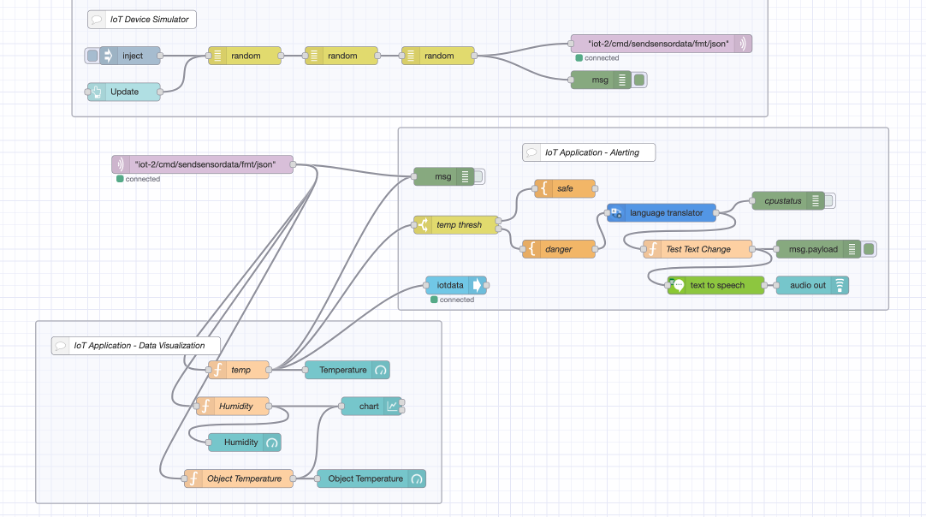 IoT Device Simulator
inject
random
random
random
"iot-2/cmd/sendsensordata/fmt/json"
connected
Update
msg
"iot-2/cmd/sendsensordata/fmt/json"
connected
IoT Application - Alerting
msg
safe
cpustatus
temp thresh
language translator
danger
Test Text Change
msg.payload
iotdata
connected
text to speech
audio out
IoT Application - Data Visualization
temp
Temperature
Humidity
chart
Humidity
Object Temperature
Object Temperature